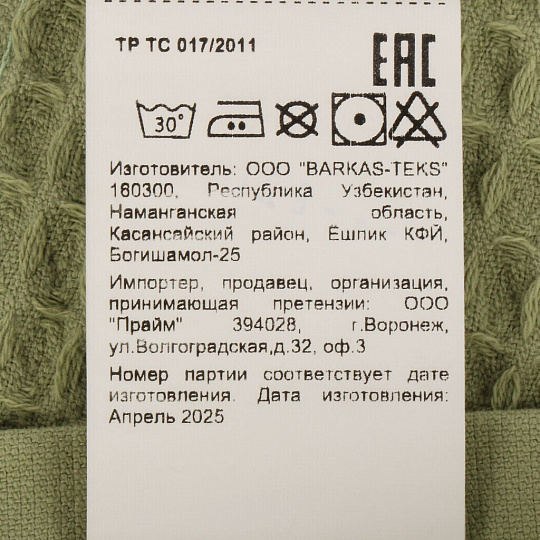 ТР ТС 017/2011
EAC
30°
Изготовитель: ООО "BARKAS-TEKS"
160300, Республика Узбекистан,
Наманганская область,
Касансайский район, Ёшлик КФЙ,
Богишамол-25
Импортер, продавец, организация,
принимающая претензии: ООО
"Прайм" 394028, г.Воронеж,
ул.Волгоградская,д.32, оф.3
Номер партии соответствует дате
изготовления. Дата изготовления:
Апрель 2025